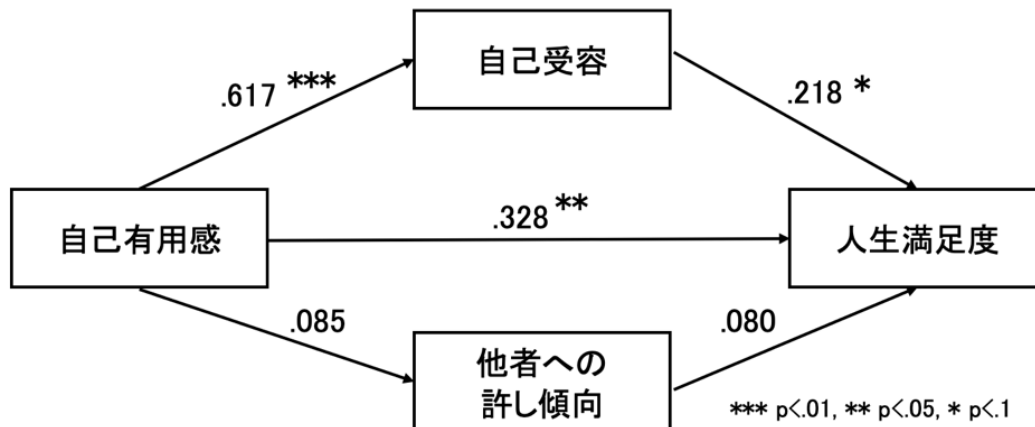 自己受容
.617 ***
.218 *
自己有用感
.328 **
人生満足度
.085
.080
他者への
許し傾向
*** p<.01, ** p<.05, * p<.1